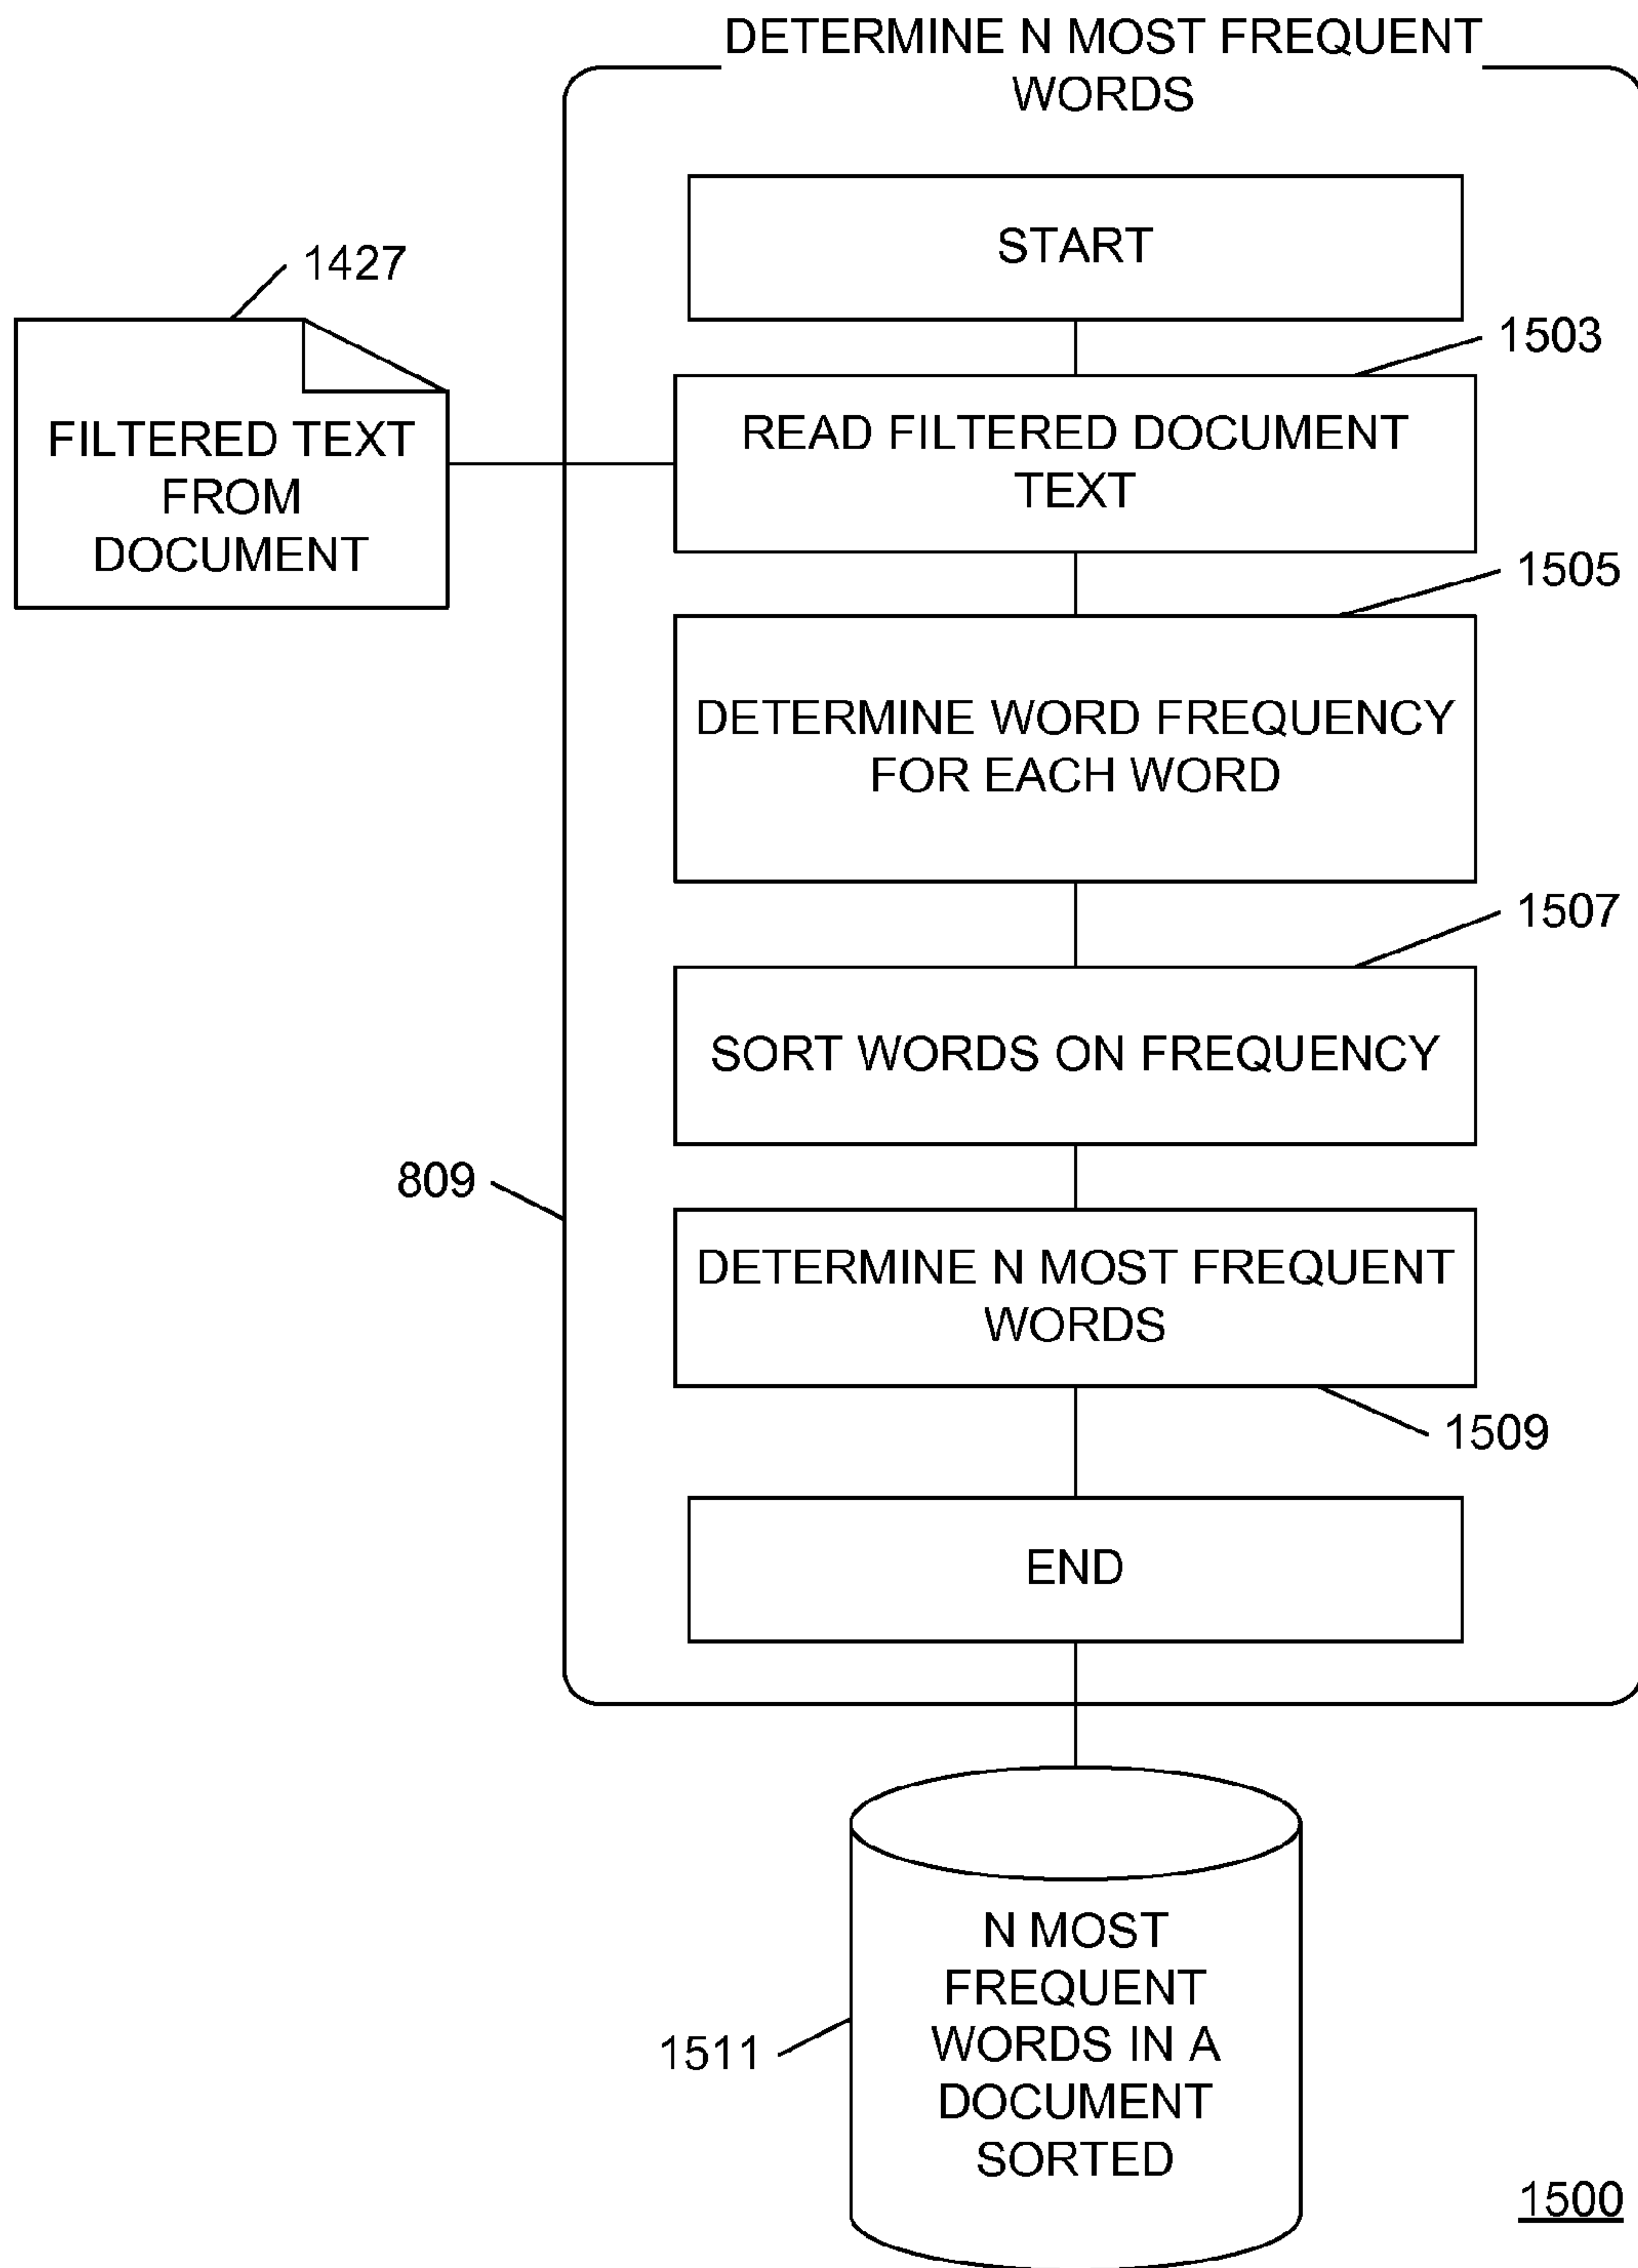 DETERMINE N MOST FREQUENT
WORDS
START
1427
1503
FILTERED TEXT
FROM
DOCUMENT
READ FILTERED DOCUMENT
TEXT
1505
DETERMINE WORD FREQUENCY
FOR EACH WORD
1507
SORT WORDS ON FREQUENCY
809
DETERMINE N MOST FREQUENT
WORDS
1509
END
N MOST
FREQUENT
WORDS IN A
DOCUMENT
SORTED
1511
1500